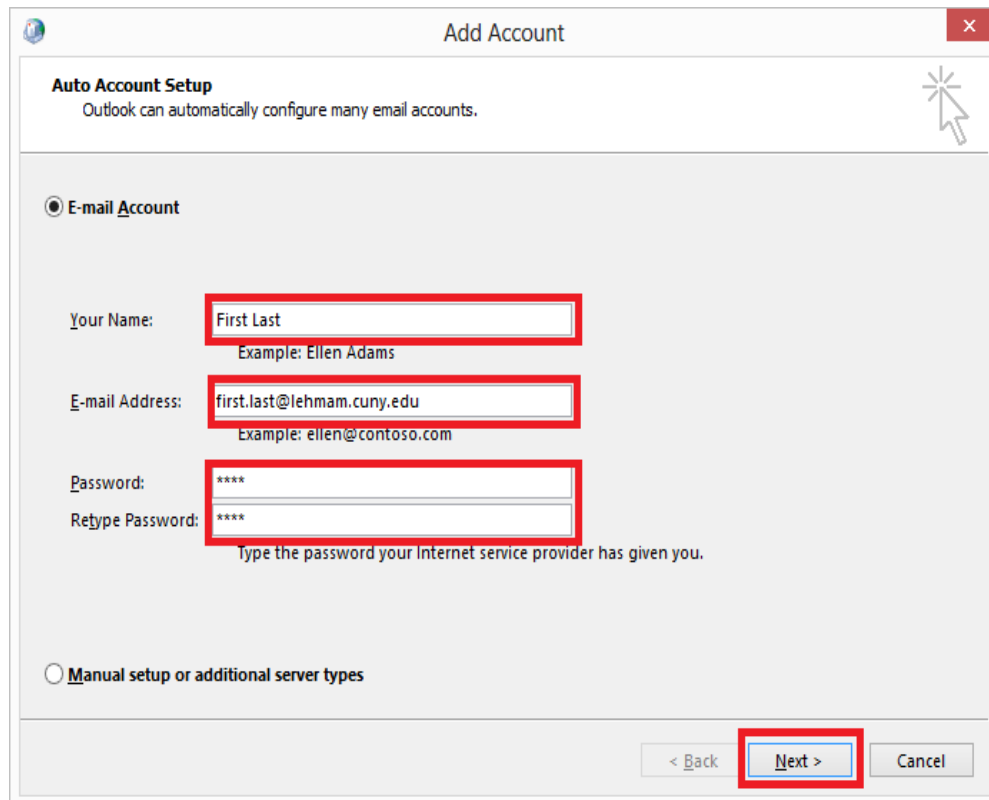 Add Account
Auto Account Setup
Outlook can automatically configure many email accounts.
E-mail Account
Your Name: First Last
Example: Ellen Adams
E-mail Address: first.last@lehmam.cuny.edu
Example: ellen@contoso.com
Password: ****
Retype Password: ****
Type the password your Internet service provider has given you.
Manual setup or additional server types
< Back Next > Cancel